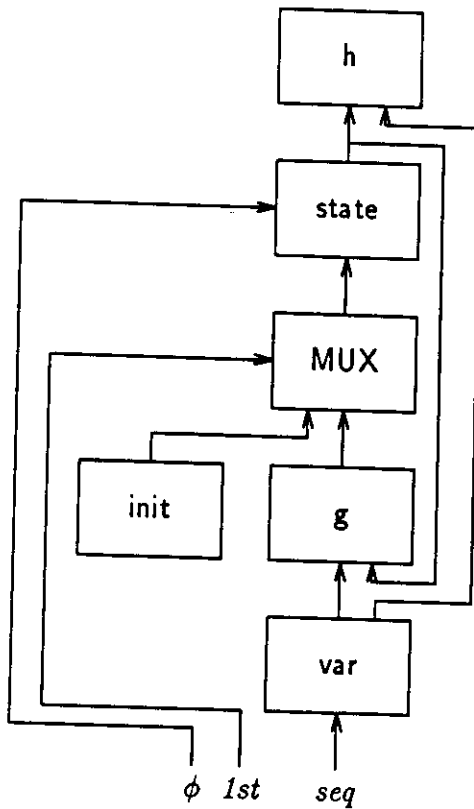 h
state
MUX
init
g
var
ϕ 1st seq